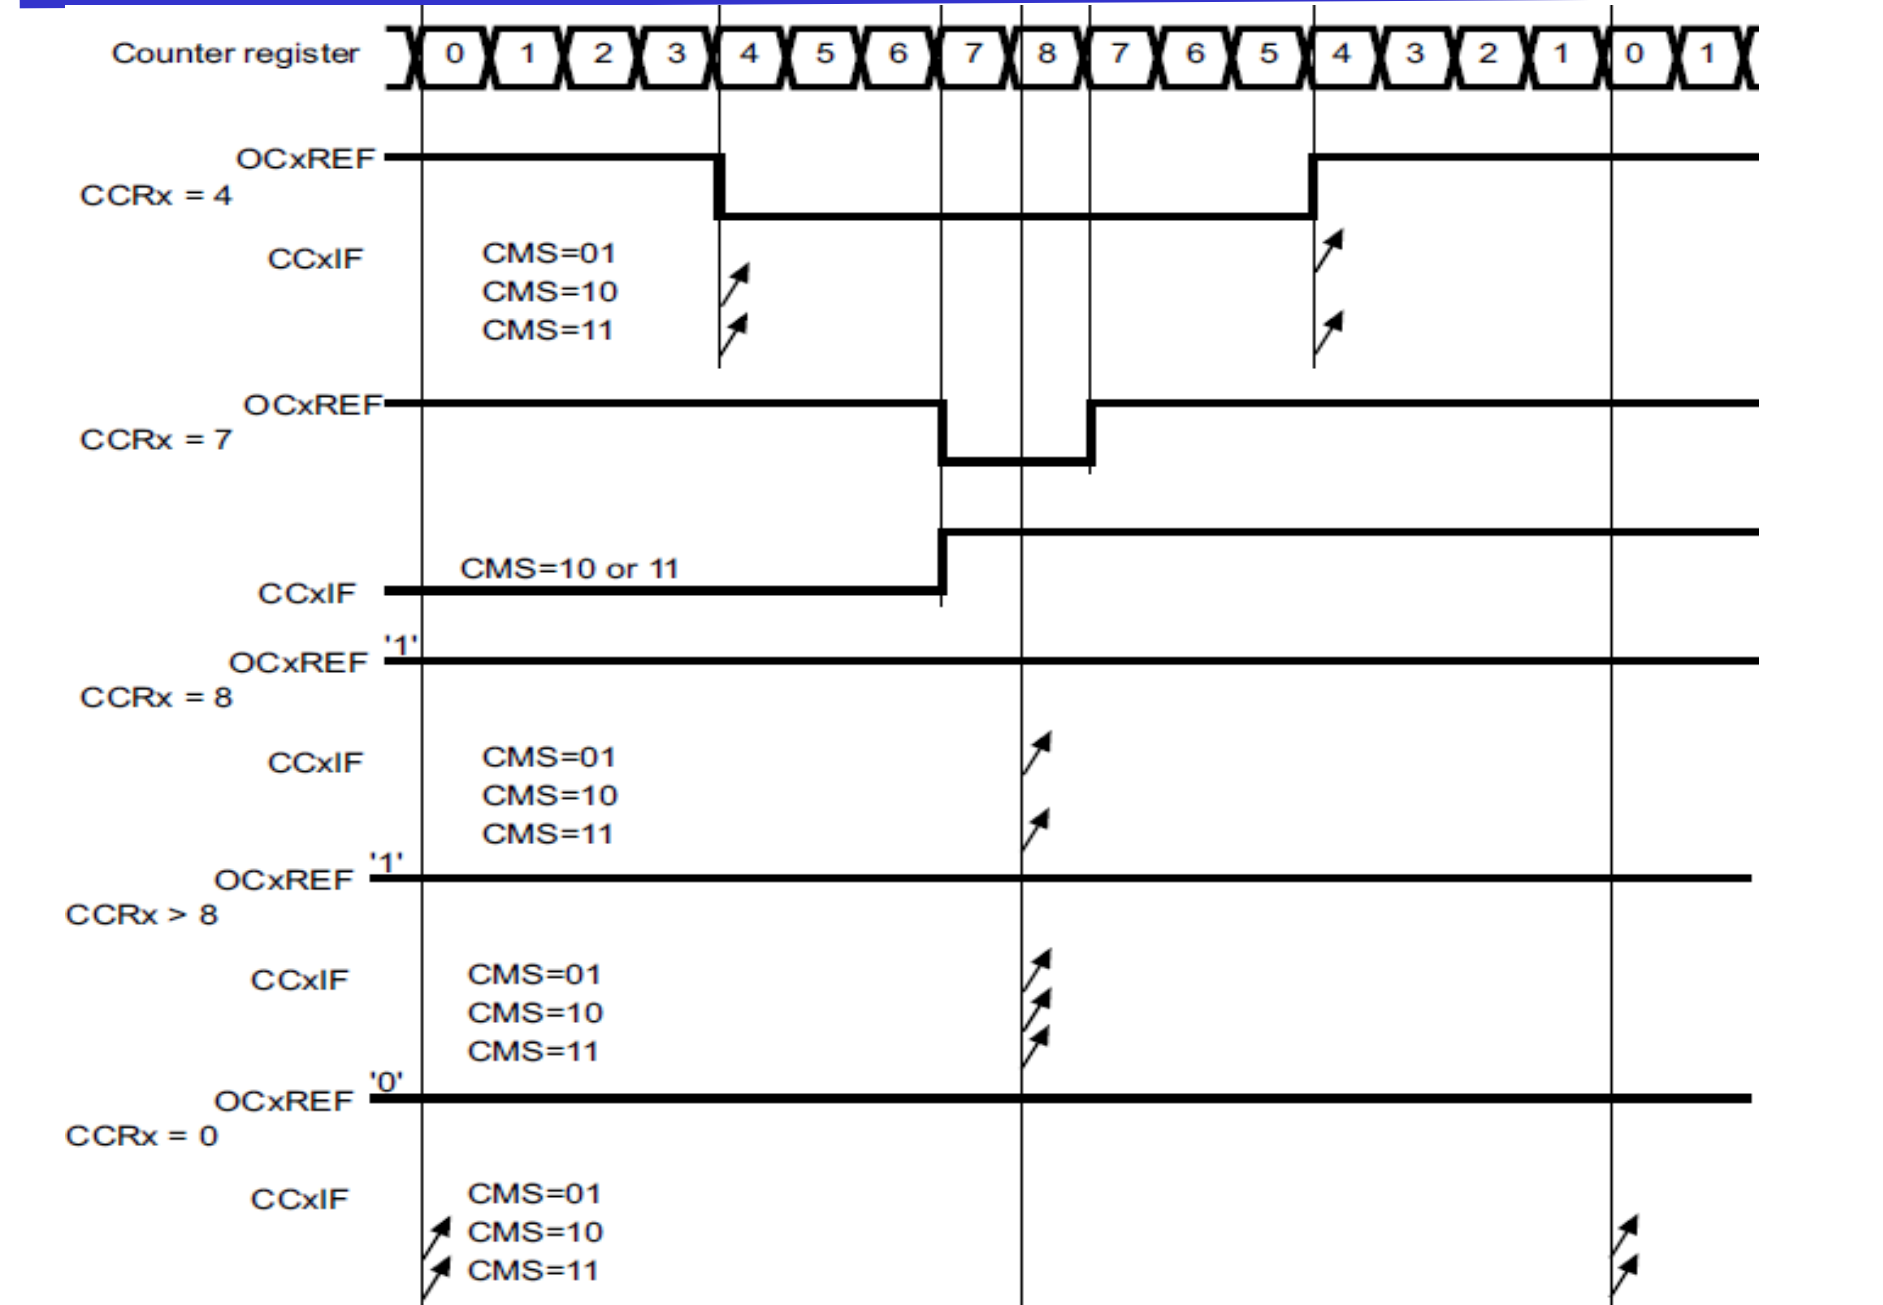 Counter register 0 1 2 3 4 5 6 7 8 7 6 5 4 3 2 1 0 1
OCxREF
CCRx = 4
CCxIF CMS=01
CMS=10
CMS=11
OCxREF
CCRx = 7
CMS=10 or 11
CCxIF
'1'
OCxREF
CCRx = 8
CCxIF CMS=01
CMS=10
CMS=11
'1'
OCxREF
CCRx > 8
CCxIF CMS=01
CMS=10
CMS=11
'0'
OCxREF
CCRx = 0
CCxIF CMS=01
CMS=10
CMS=11